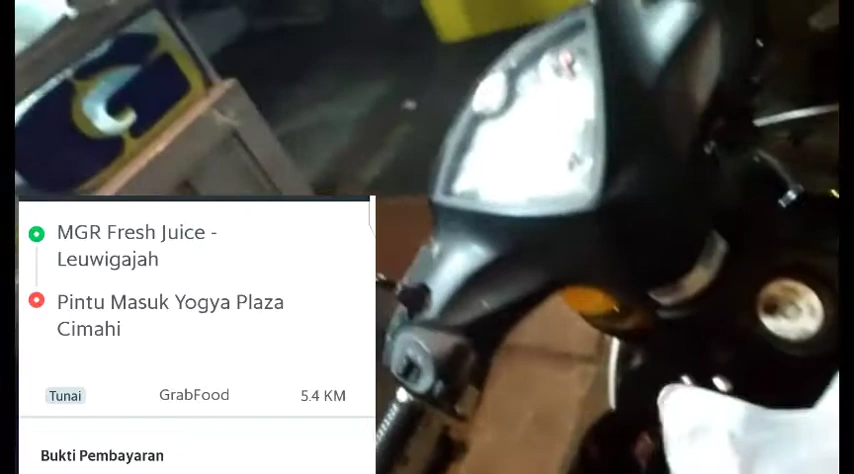 MGR Fresh Juice -
Leuwigajah
Pintu Masuk Yogya Plaza
Cimahi
Tunai GrabFood 5.4 KM
Bukti Pembayaran